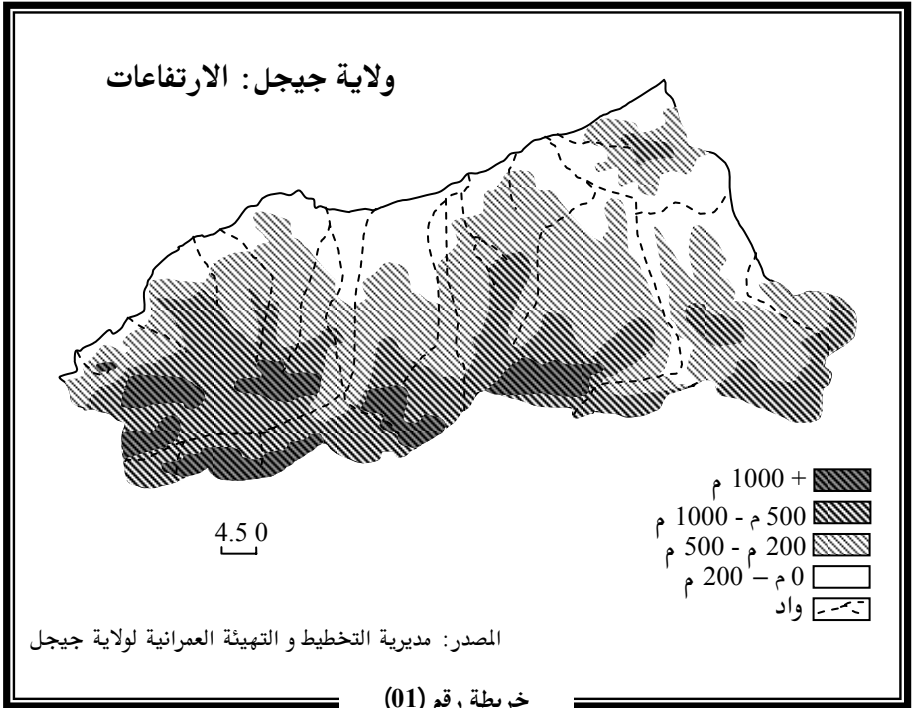 ولاية جيجل: الارتفاعات
+ 1000 م
500 م - 1000 م
200 م - 500 م
0 م – 200 م
واد
4.5 0
المصدر: مديرية التخطيط و التهيئة العمرانية لولاية جيجل
خريطة رقم (01)